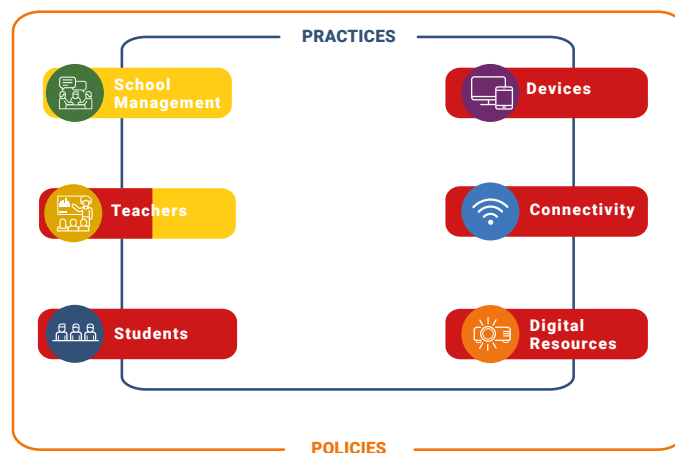 PRACTICES
School
Management
Devices
Teachers
Connectivity
Students
Digital
Resources
POLICIES